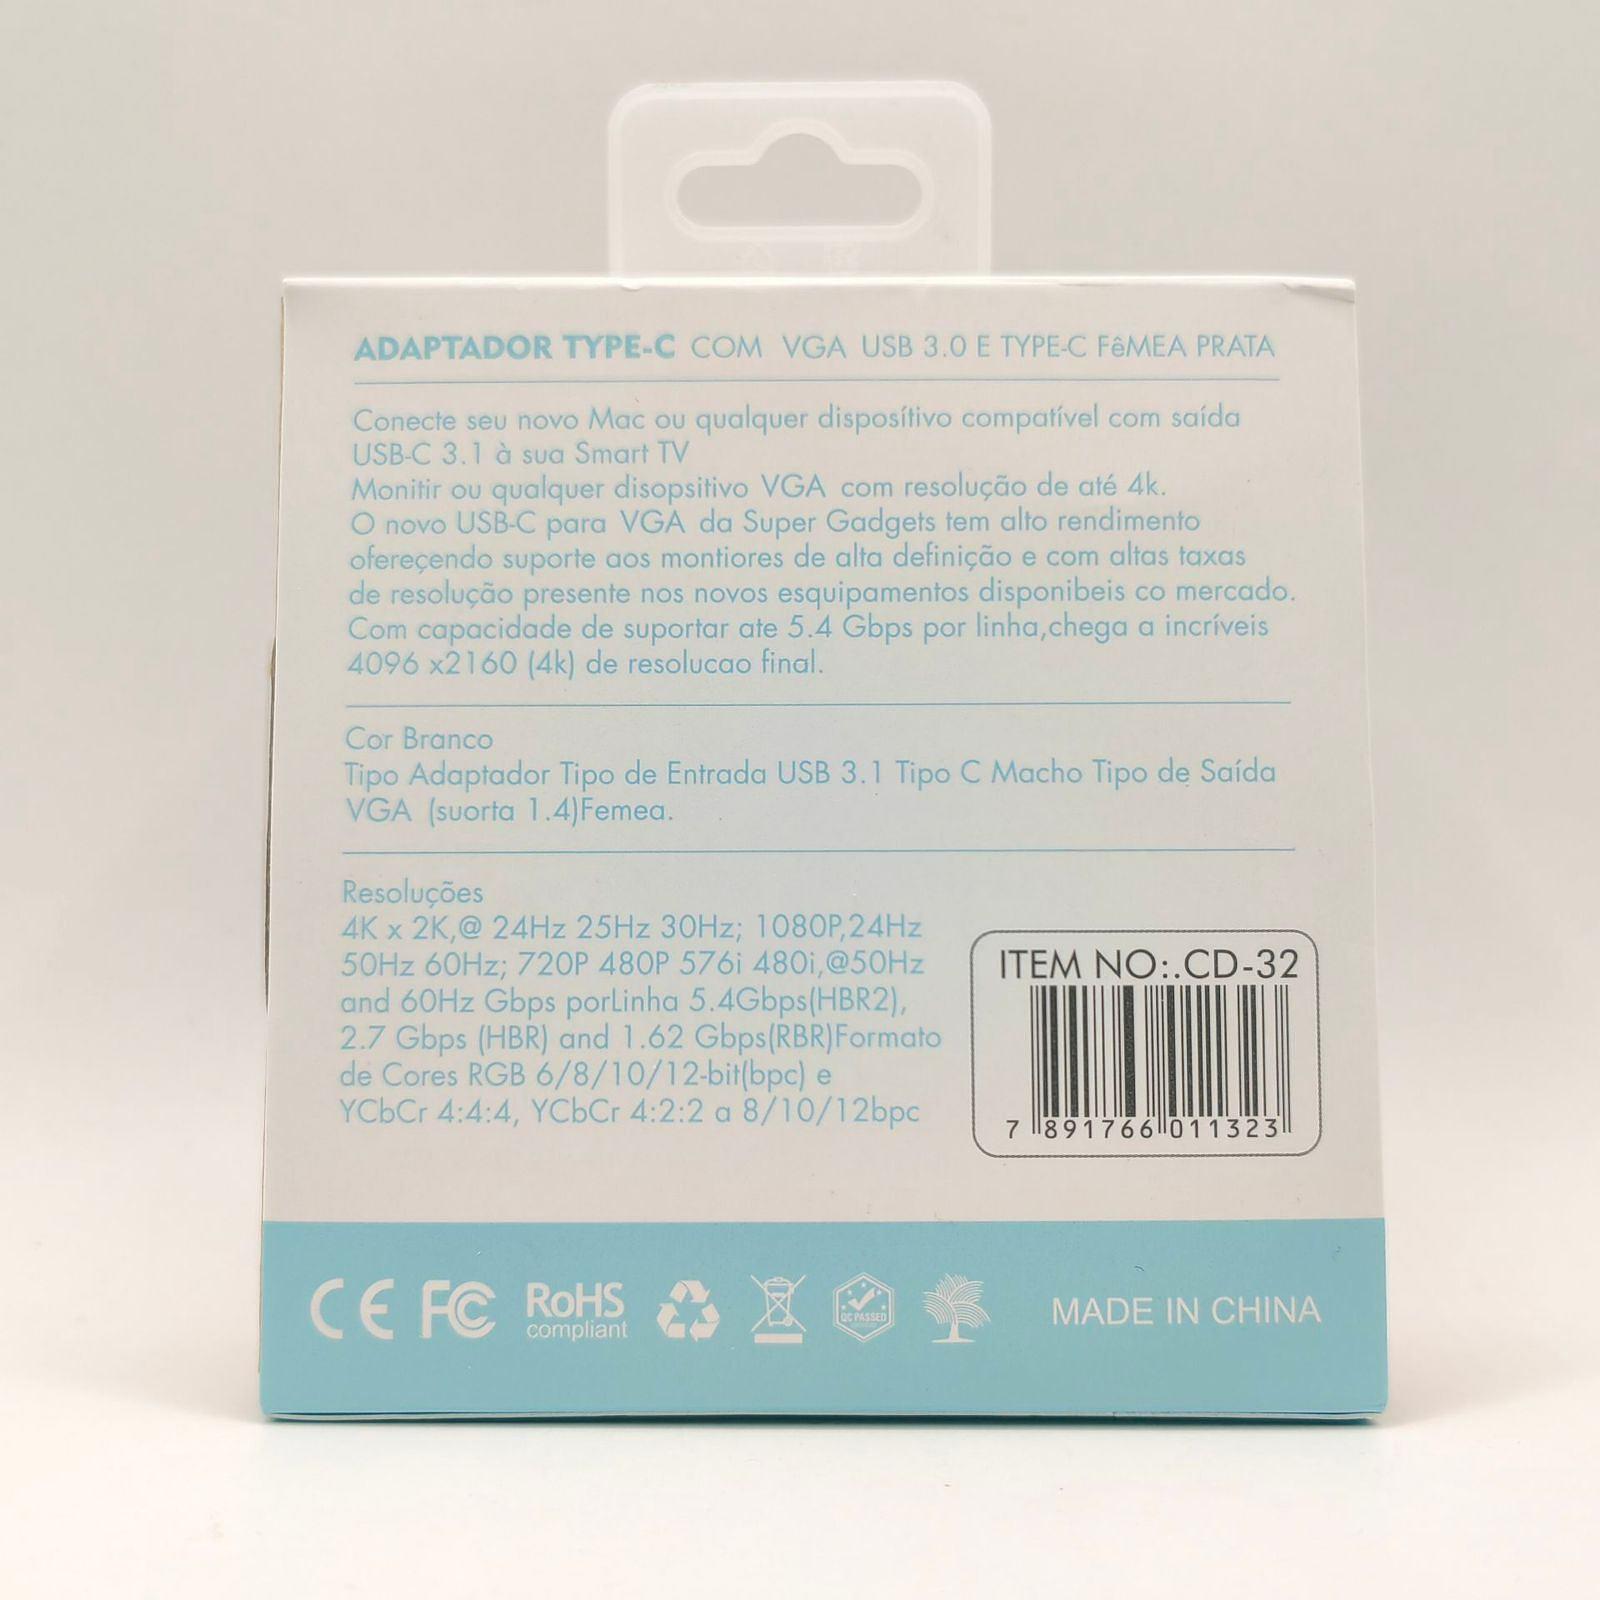 ADAPTADOR TYPE-C COM VGA USB 3.0 E TYPE-C FêMEA PRATA
Conecte seu novo Mac ou qualquer disposítivo compatível com saída
USB-C 3.1 à sua Smart TV
Monitir ou qualquer disopsitivo VGA com resolução de até 4k.
O novo USB-C para VGA da Super Gadgets tem alto rendimento
ofereçendo suporte aos montiores de alta definição e com altas taxas
de resolução presente nos novos esquipamentos disponibeis co mercado.
Com capacidade de suportar ate 5.4 Gbps por linha,chega a incríveis
4096 x2160 (4k) de resolucao final.
Cor Branco
Tipo Adaptador Tipo de Entrada USB 3.1 Tipo C Macho Tipo de Saída
VGA (suorta 1.4)Femea.
Resoluções
4K x 2K,@ 24Hz 25Hz 30Hz; 1080P,24Hz
50Hz 60Hz; 720P 480P 576i 480i,@50Hz
and 60Hz Gbps porLinha 5.4Gbps(HBR2),
2.7 Gbps (HBR) and 1.62 Gbps(RBR)Formato
de Cores RGB 6/8/10/12-bit(bpc) e
YCbCr 4:4:4, YCbCr 4:2:2 a 8/10/12bpc
ITEM NO:.CD-32
7 891766 011323
CE FC RoHS compliant QC PASSED MADE IN CHINA